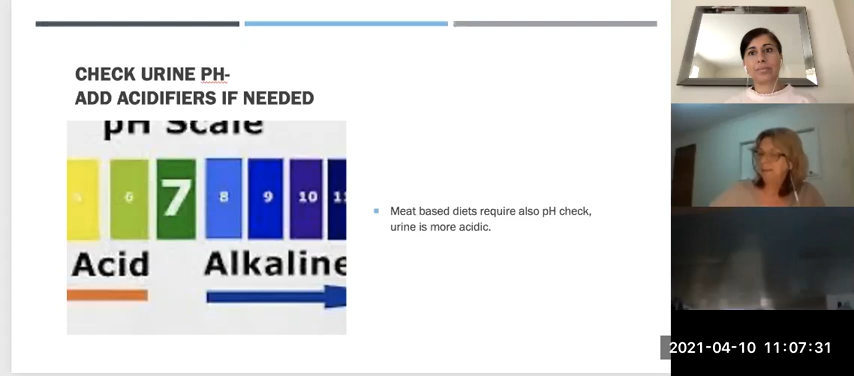 CHECK URINE PH-
ADD ACIDIFIERS IF NEEDED
pH Scale
6 7 8 9 10 11
Acid Alkaline
Meat based diets require also pH check,
urine is more acidic.
2021-04-10 11:07:31